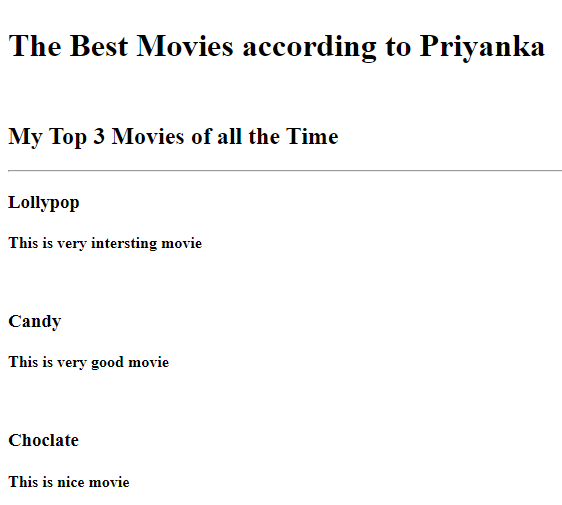 The Best Movies according to Priyanka
My Top 3 Movies of all the Time
Lollypop
This is very intersting movie
Candy
This is very good movie
Choclate
This is nice movie